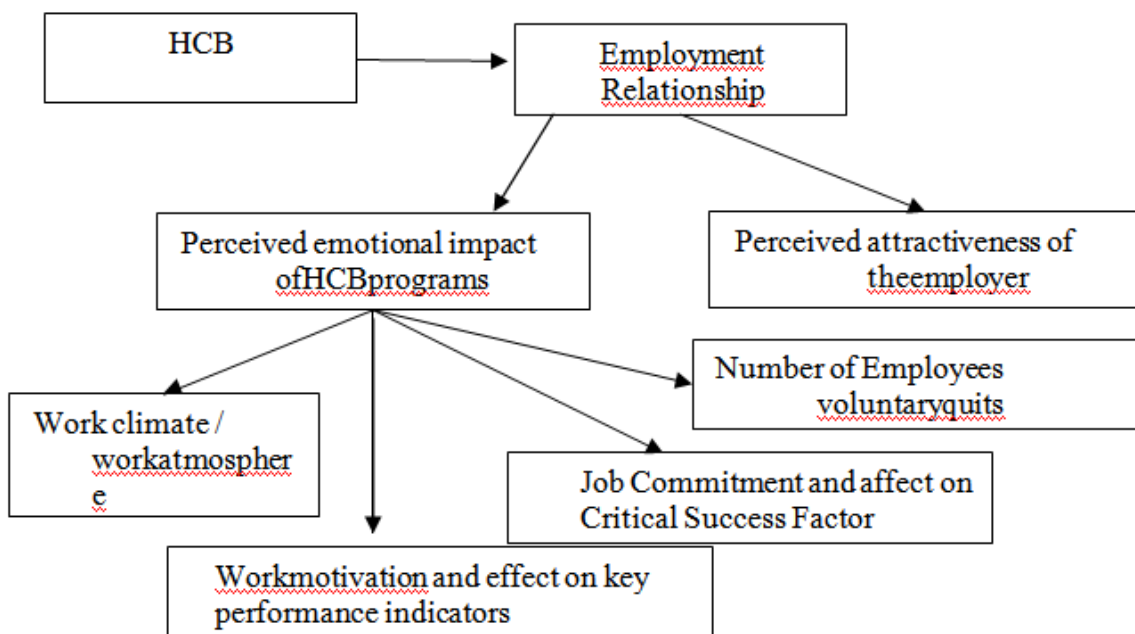 HCB
Employment
Relationship
Perceived emotional impact
ofHCBprograms
Perceived attractiveness of
theemployer
Number of Employees
voluntaryquits
Work climate /
workatmospher
e
Job Commitment and affect on
Critical Success Factor
Workmotivation and effect on key
performance indicators